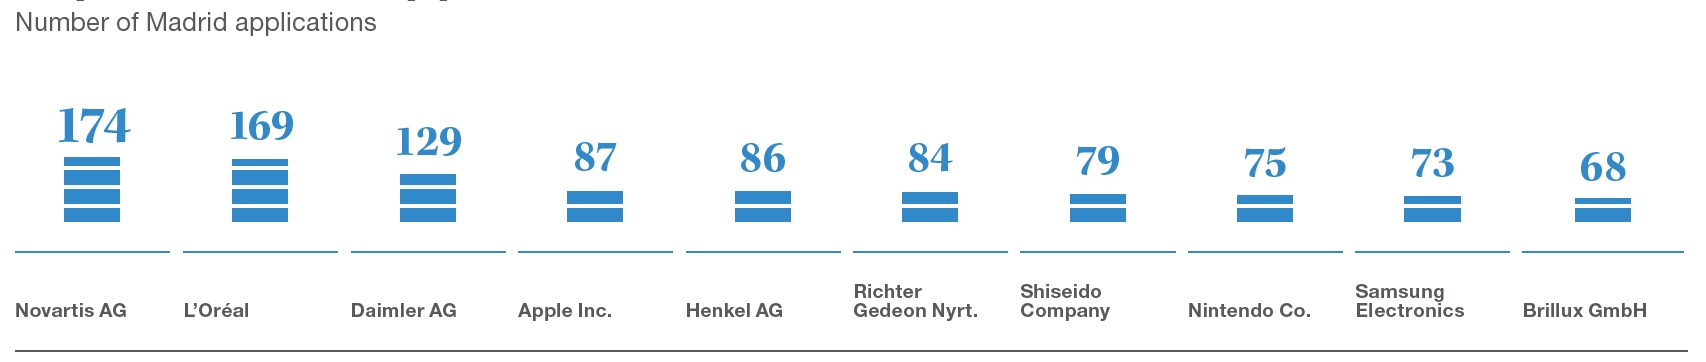 Number of Madrid applications
174
169
129
87
86
84
79
75
73
68
Novartis AG
L’Oréal
Daimler AG
Apple Inc.
Henkel AG
Richter
Gedeon Nyrt.
Shiseido
Company
Nintendo Co.
Samsung
Electronics
Brillux GmbH